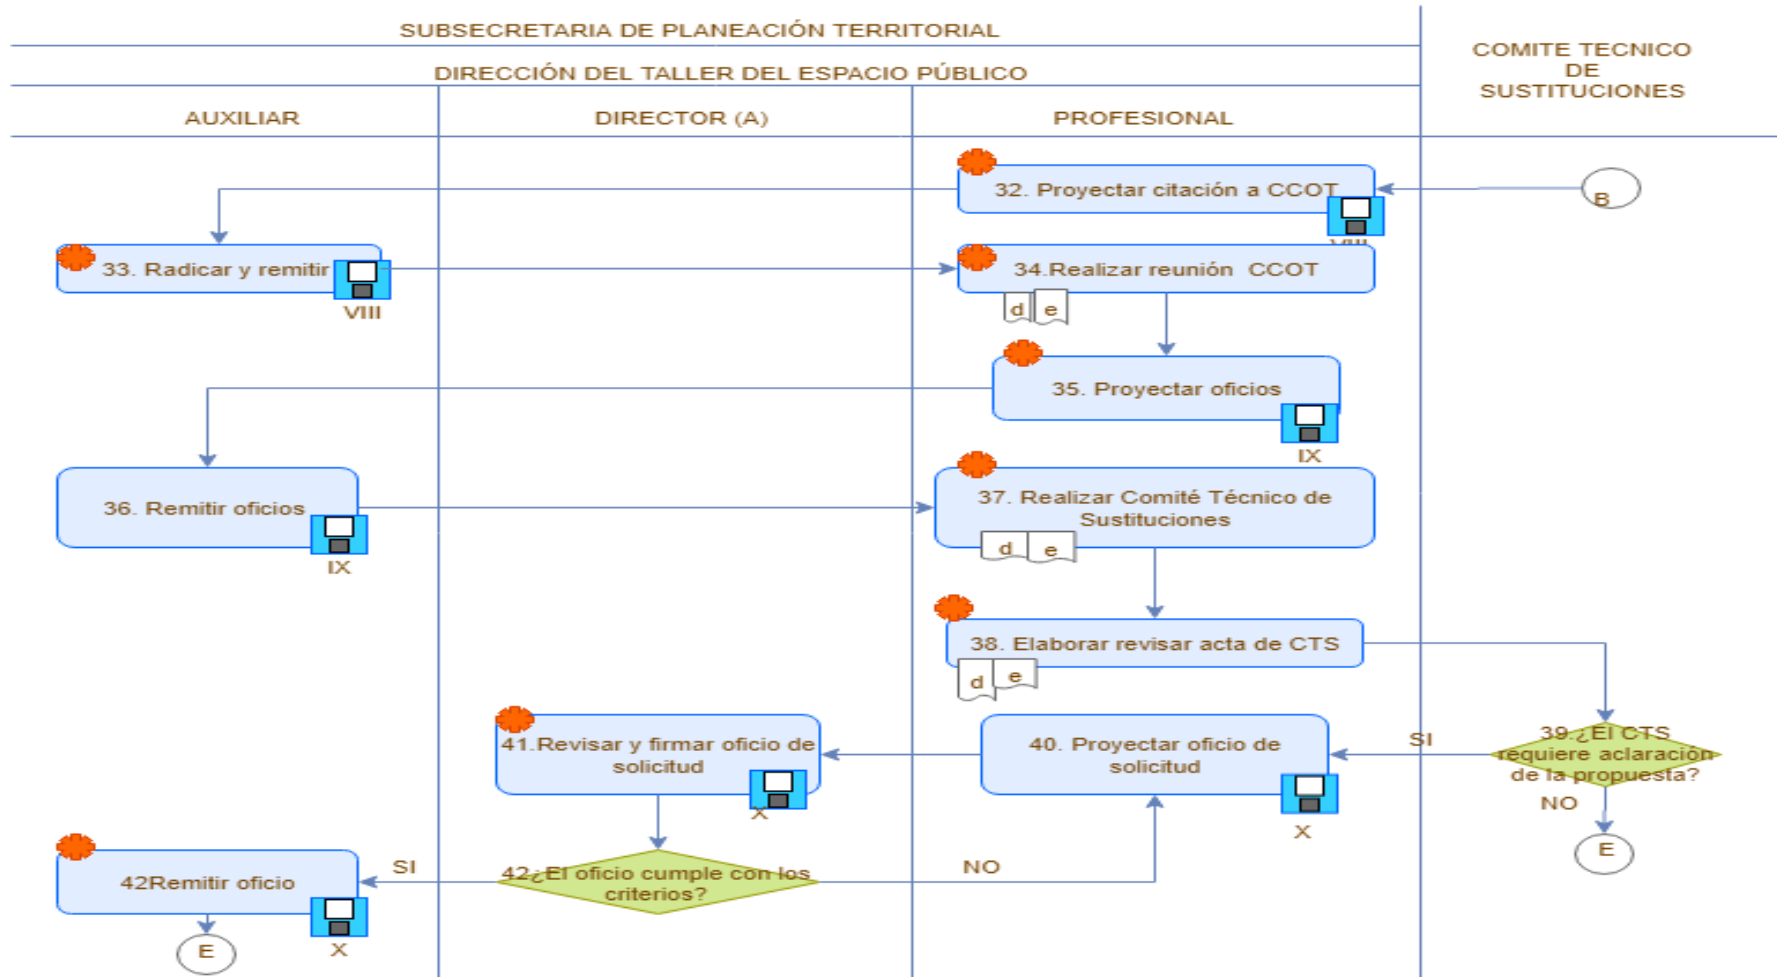 SUBSECRETARIA DE PLANEACIÓN TERRITORIAL
COMITE TECNICO
DE
SUSTITUCIONES
DIRECCIÓN DEL TALLER DEL ESPACIO PÚBLICO
AUXILIAR
DIRECTOR (A)
PROFESIONAL
32. Proyectar citación a CCOT
B
VIII
33. Radicar y remitir
VIII
34.Realizar reunión CCOT
d
e
35. Proyectar oficios
IX
36. Remitir oficios
IX
37. Realizar Comité Técnico de
Sustituciones
d
e
38. Elaborar revisar acta de CTS
d
e
39.¿El CTS
requiere aclaración
de la propuesta?
SI
NO
E
40. Proyectar oficio de
solicitud
X
41.Revisar y firmar oficio de
solicitud
X
42¿El oficio cumple con los
criterios?
NO
SI
42Remitir oficio
X
E